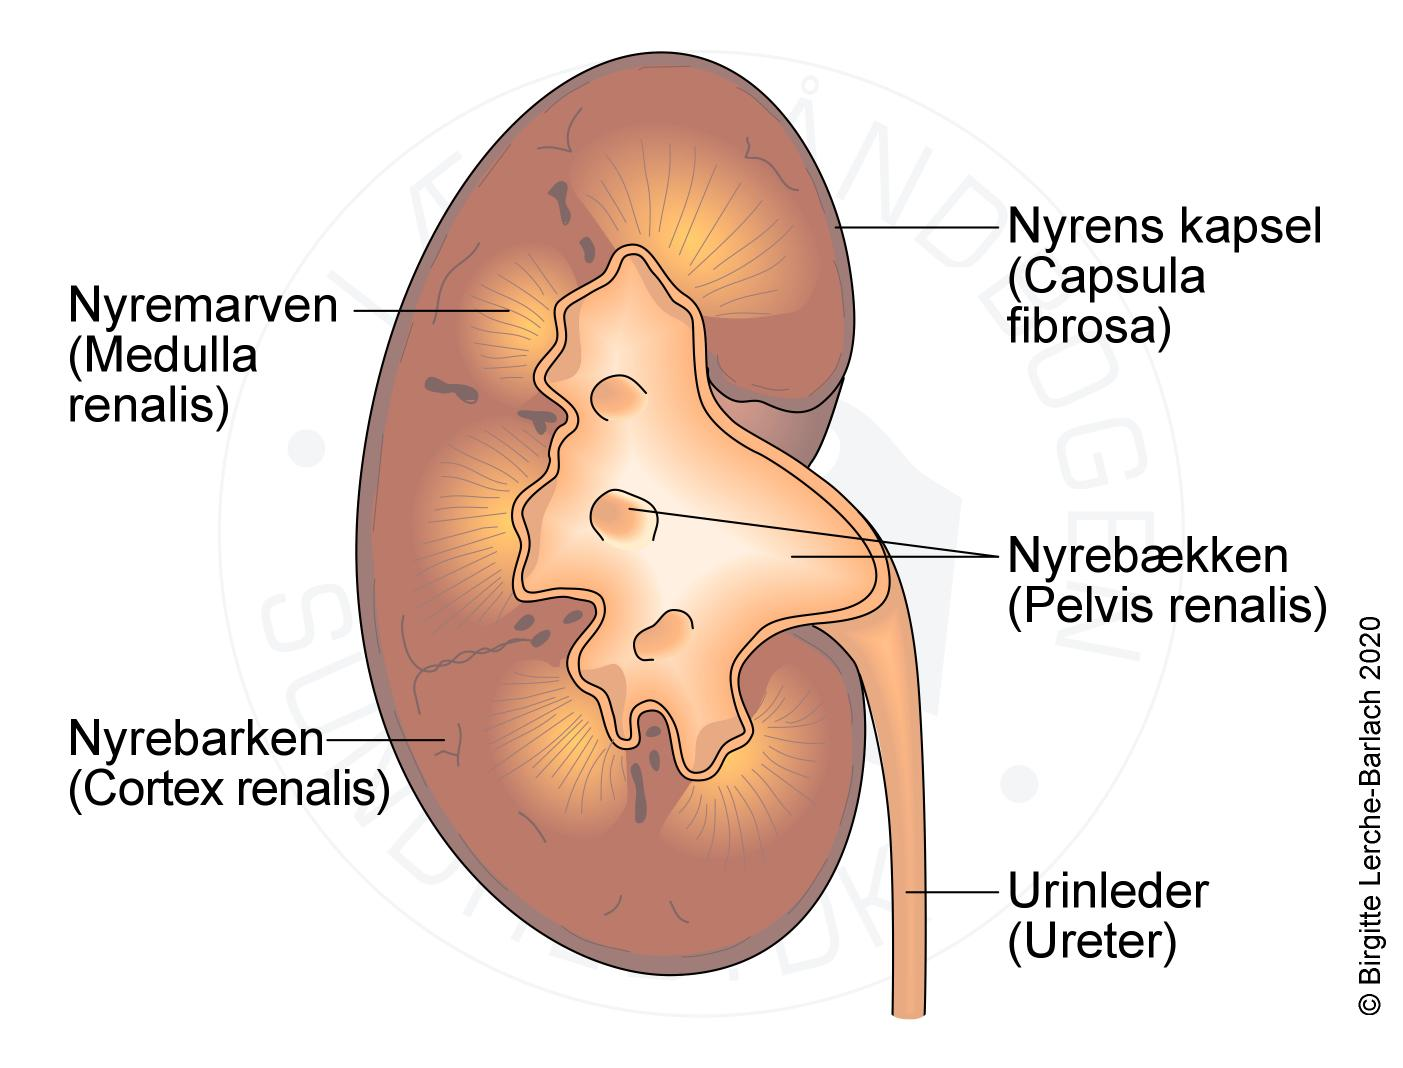 Nyremarven
(Medulla
renalis)
Nyrebarken
(Cortex renalis)
Nyrens kapsel
(Capsula
fibrosa)
Nyrebækken
(Pelvis renalis)
Urinleder
(Ureter)
© Birgitte Lerche-Barlach 2020